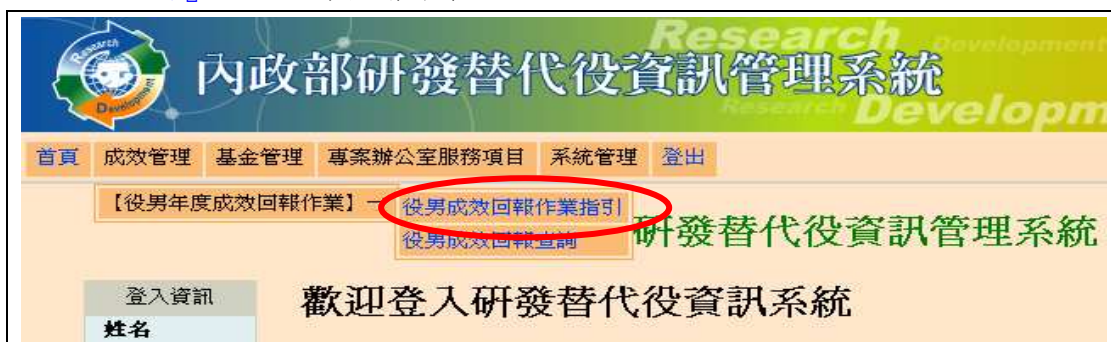 Research Development
內政部研發替代役資訊管理系統
Research Developm
Research
Development
首頁 成效管理 基金管理 專案辦公室服務項目 系統管理 登出
【役男年度成效回報作業】 役男成效回報作業指引
役男成效回報查詢
研發替代役資訊管理系統
登入資訊
歡迎登入研發替代役資訊系統
姓名